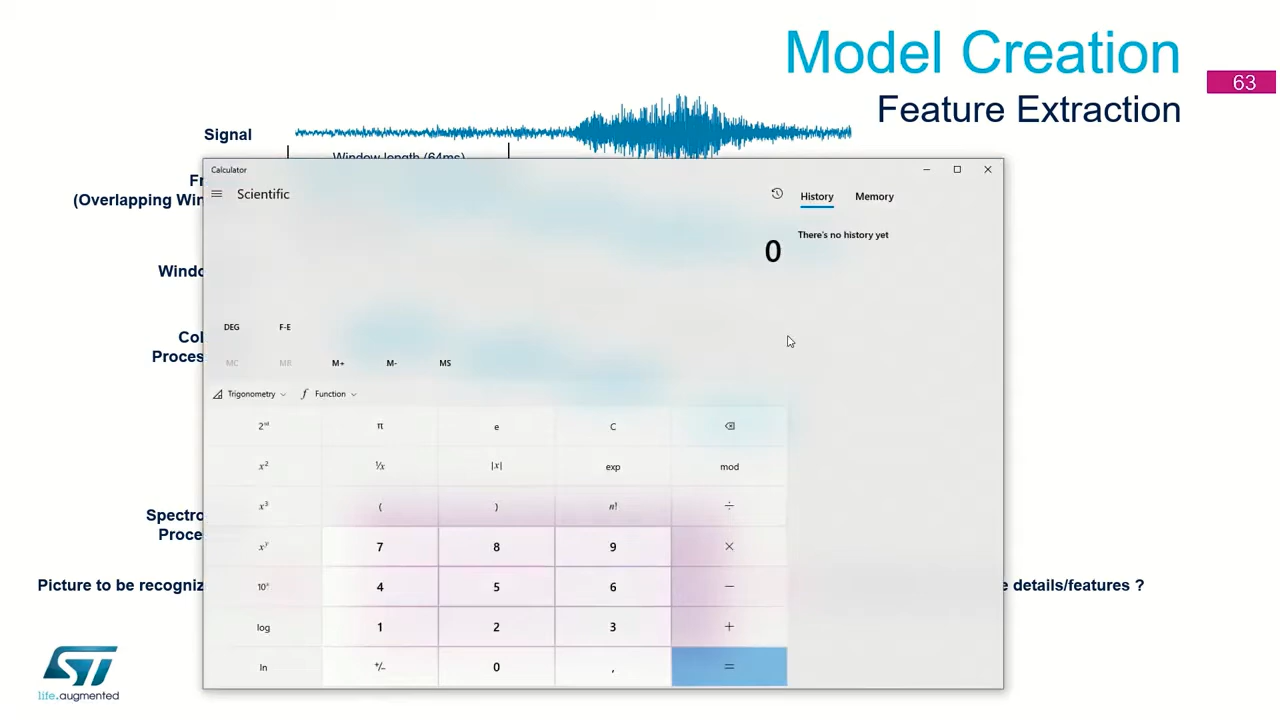 Model Creation
63
Feature Extraction
Signal
Window length (64ms)
(Overlapping
Calculator
Scientific
History
Memory
There's no history yet
0
DEG
F-E
MC
MR
M+
M-
MS
Trigonometry
f Function
2ⁿᵈ
π
e
C
x²
⅟x
|x|
exp
mod
x³
(
)
n!
÷
xʸ
7
8
9
×
10ˣ
4
5
6
−
log
1
2
3
+
ln
+/−
0
,
=
Picture to be
details/features ?
ST
life.augmented